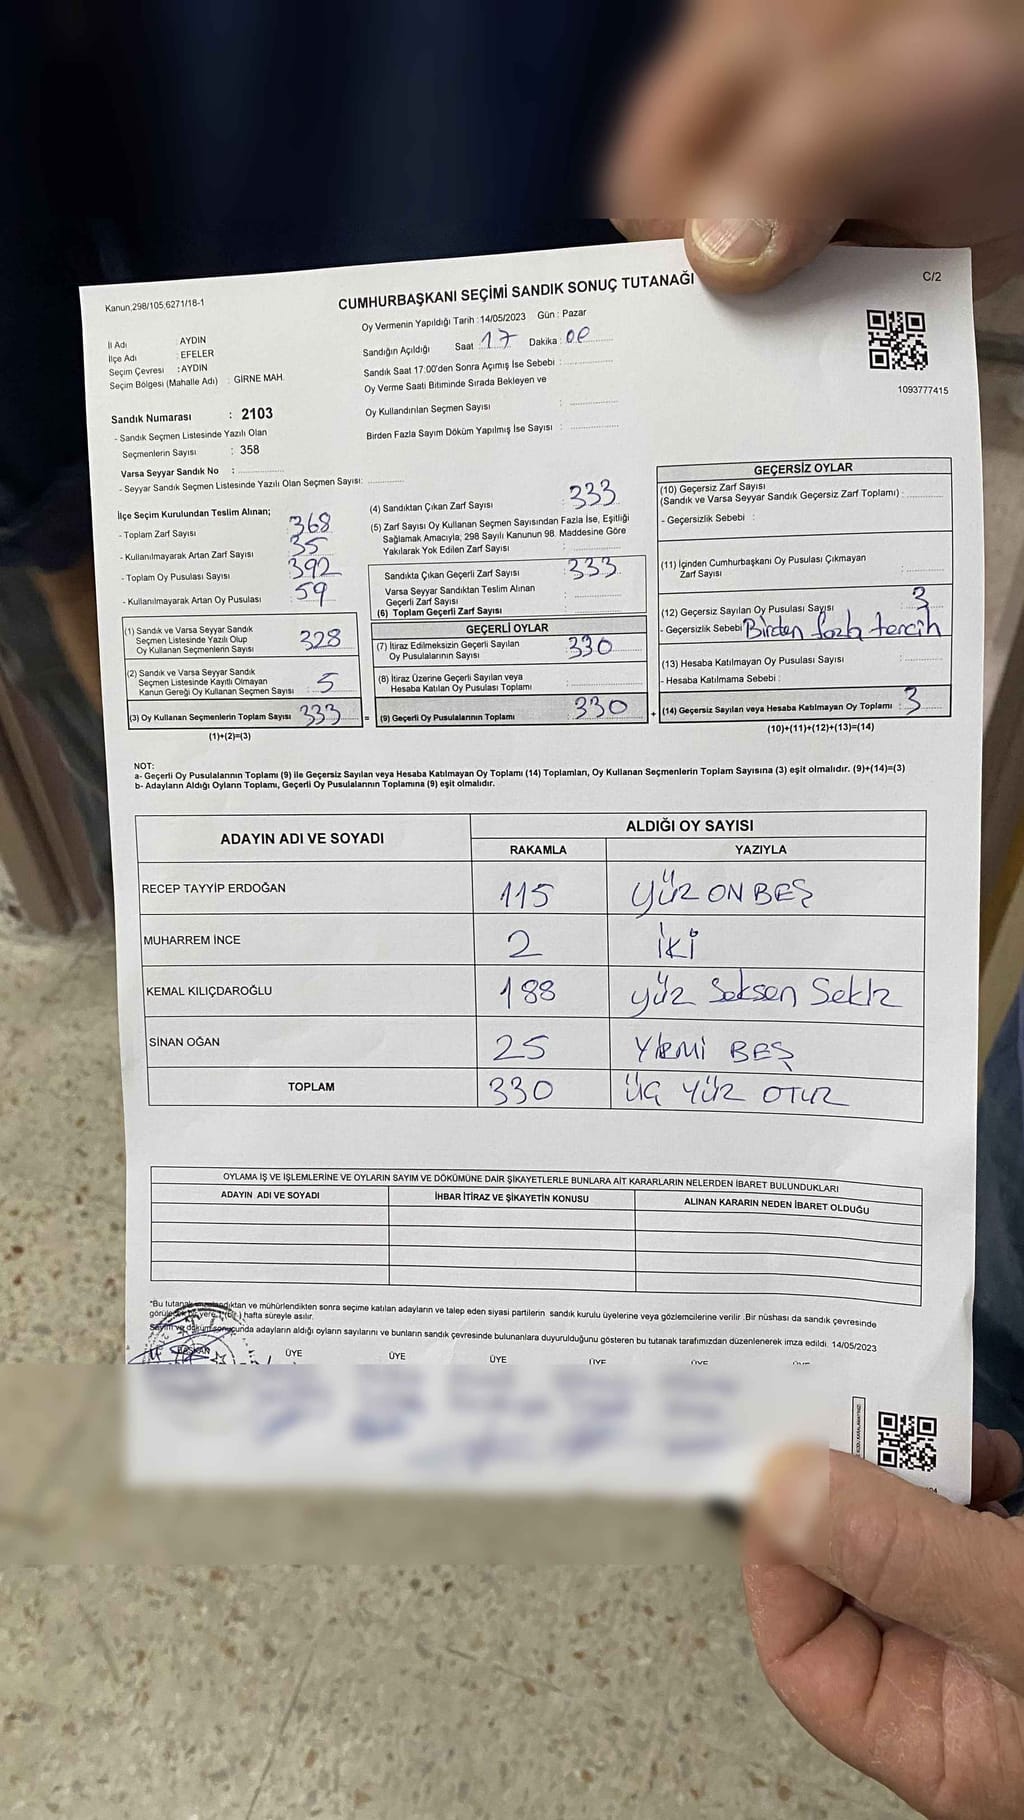 Kanun,298/105,6271/18-1
CUMHURBAŞKANI SEÇİMİ SANDIK SONUÇ TUTANAĞI
C/2
Oy Vermenin Yapıldığı Tarih : 14/05/2023 Gün : Pazar
İl Adı : AYDIN
İlçe Adı : EFELER
Seçim Çevresi : AYDIN
Seçim Bölgesi (Mahalle Adı) : GİRNE MAH.
Sandığın Açıldığı Saat 17 Dakika : 00
Sandık Saat 17:00'den Sonra Açımış İse Sebebi :
Oy Verme Saati Bitiminde Sırada Bekleyen ve
Oy Kullandırılan Seçmen Sayısı :
Birden Fazla Sayım Döküm Yapılmış İse Sayısı :
1093777415
Sandık Numarası : 2103
- Sandık Seçmen Listesinde Yazılı Olan
Seçmenlerin Sayısı : 358
Varsa Seyyar Sandık No :
- Seyyar Sandık Seçmen Listesinde Yazılı Olan Seçmen Sayısı:
İlçe Seçim Kurulundan Teslim Alınan;
- Toplam Zarf Sayısı : 368
- Kullanılmayarak Artan Zarf Sayısı : 35
- Toplam Oy Pusulası Sayısı : 392
- Kullanılmayarak Artan Oy Pusulası : 59
(1) Sandık ve Varsa Seyyar Sandık
Seçmen Listesinde Yazılı Olup
Oy Kullanan Seçmenlerin Sayısı 328
(2) Sandık ve Varsa Seyyar Sandık
Seçmen Listesinde Kayıtlı Olmayan
Kanun Gereği Oy Kullanan Seçmen Sayısı 5
(3) Oy Kullanan Seçmenlerin Toplam Sayısı 333 =
(1)+(2)=(3)
(4) Sandıktan Çıkan Zarf Sayısı : 333
(5) Zarf Sayısı Oy Kullanan Seçmen Sayısından Fazla İse, Eşitliği
Sağlamak Amacıyla; 298 Sayılı Kanunun 98. Maddesine Göre
Yakılarak Yok Edilen Zarf Sayısı :
Sandıkta Çıkan Geçerli Zarf Sayısı : 333
Varsa Seyyar Sandıktan Teslim Alınan
Geçerli Zarf Sayısı :
(6) Toplam Geçerli Zarf Sayısı :
GEÇERLİ OYLAR
(7) İtiraz Edilmeksizin Geçerli Sayılan
Oy Pusulalarının Sayısı : 330
(8) İtiraz Üzerine Geçerli Sayılan veya
Hesaba Katılan Oy Pusulası Toplamı :
(9) Geçerli Oy Pusulalarının Toplamı : 330 +
GEÇERSİZ OYLAR
(10) Geçersiz Zarf Sayısı
(Sandık ve Varsa Seyyar Sandık Geçersiz Zarf Toplamı) :
- Geçersizlik Sebebi :
(11) İçinden Cumhurbaşkanı Oy Pusulası Çıkmayan
Zarf Sayısı :
(12) Geçersiz Sayılan Oy Pusulası Sayısı : 3
- Geçersizlik Sebebi Birden fazla tercih
(13) Hesaba Katılmayan Oy Pusulası Sayısı :
- Hesaba Katılmama Sebebi :
(14) Geçersiz Sayılan veya Hesaba Katılmayan Oy Toplamı : 3
(10)+(11)+(12)+(13)=(14)
NOT:
a- Geçerli Oy Pusulalarının Toplamı (9) ile Geçersiz Sayılan veya Hesaba Katılmayan Oy Toplamı (14) Toplamları, Oy Kullanan Seçmenlerin Toplam Sayısına (3) eşit olmalıdır. (9)+(14)=(3)
b- Adayların Aldığı Oyların Toplamı, Geçerli Oy Pusulalarının Toplamına (9) eşit olmalıdır.
ADAYIN ADI VE SOYADI ALDIĞI OY SAYISI
RAKAMLA YAZIYLA
RECEP TAYYİP ERDOĞAN 115 YÜZ ON BEŞ
MUHARREM İNCE 2 İKİ
KEMAL KILIÇDAROĞLU 188 yüz Seksen Sekiz
SİNAN OĞAN 25 YİRMİ BEŞ
TOPLAM 330 ÜÇ YÜZ OTUZ
OYLAMA İŞ VE İŞLEMLERİNE VE OYLARIN SAYIM VE DÖKÜMÜNE DAİR ŞİKAYETLERLE BUNLARA AİT KARARLARIN NELERDEN İBARET BULUNDUKLARI
ADAYIN ADI VE SOYADI İHBAR İTİRAZ VE ŞİKAYETİN KONUSU ALINAN KARARIN NEDEN İBARET OLDUĞU
"Bu tutanak ve mühürlendikten sonra seçime katılan adayların ve talep eden siyasi partilerin sandık kurulu üyelerine veya gözlemcilerine verilir .Bir nüshası da sandık çevresinde
hafta süreyle asılır.
Sayım ve döküm sonucunda adayların aldığı oyların sayılarını ve bunların sandık çevresinde bulunanlara duyurulduğunu gösteren bu tutanak tarafımızdan düzenlenerek imza edildi. 14/05/2023
BAŞKAN ÜYE ÜYE ÜYE ÜYE ÜYE